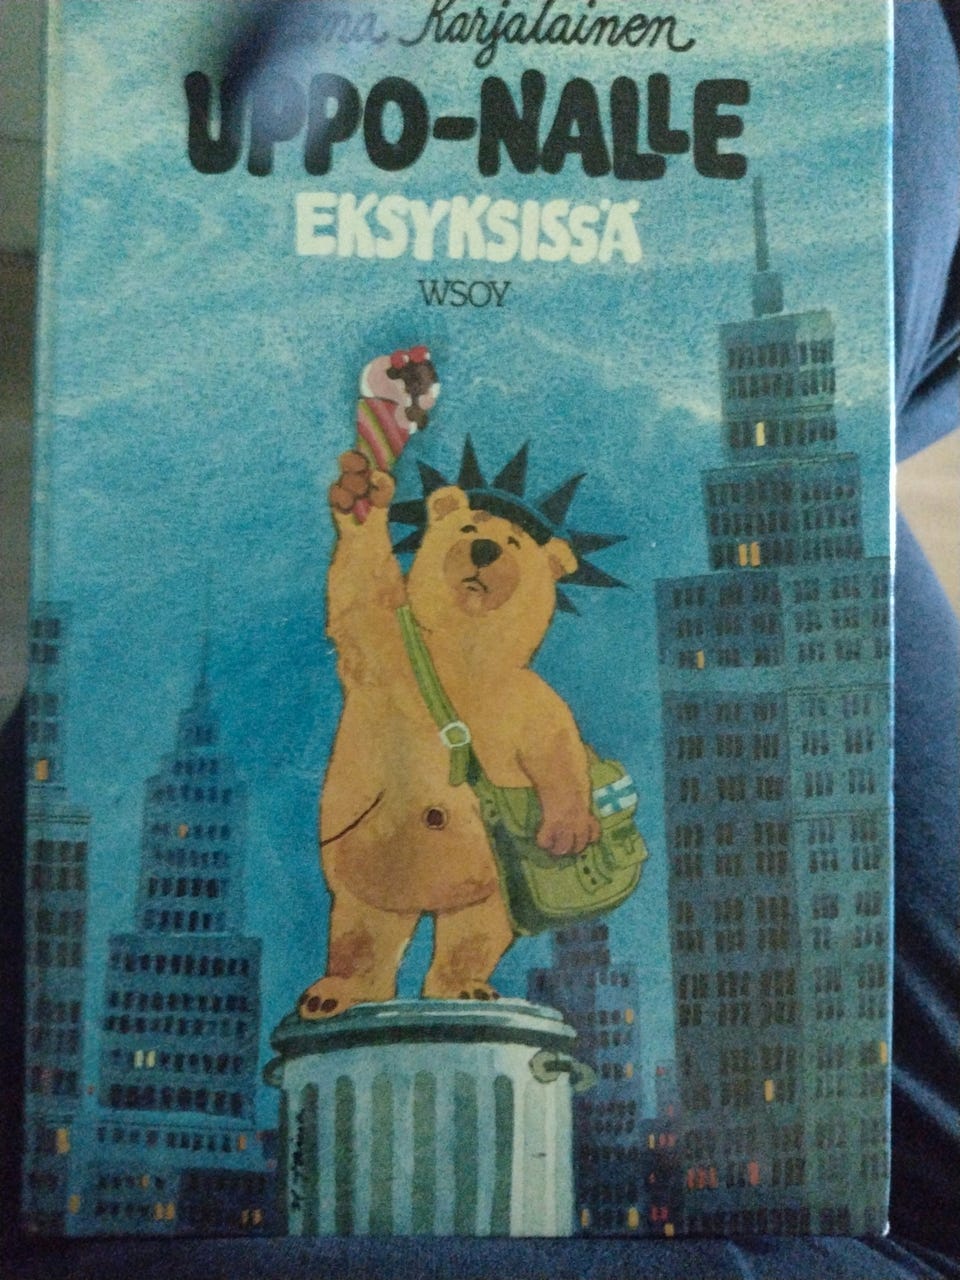 Karjalainen
UPPO-NALLE
EKSYKSISSÄ
WSOY